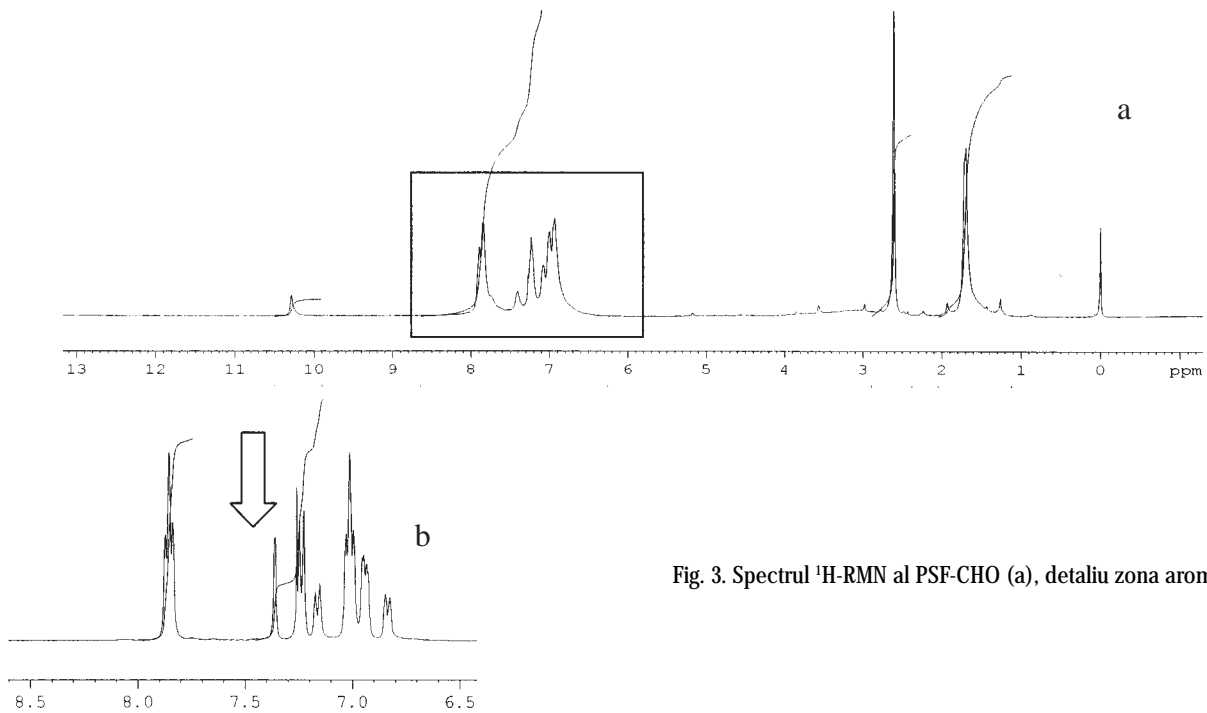 a
13 12 11 10 9 8 7 6 5 4 3 2 1 0 ppm
b
Fig. 3. Spectrul ¹H-RMN al PSF-CHO (a), detaliu zona arom
8.5 8.0 7.5 7.0 6.5